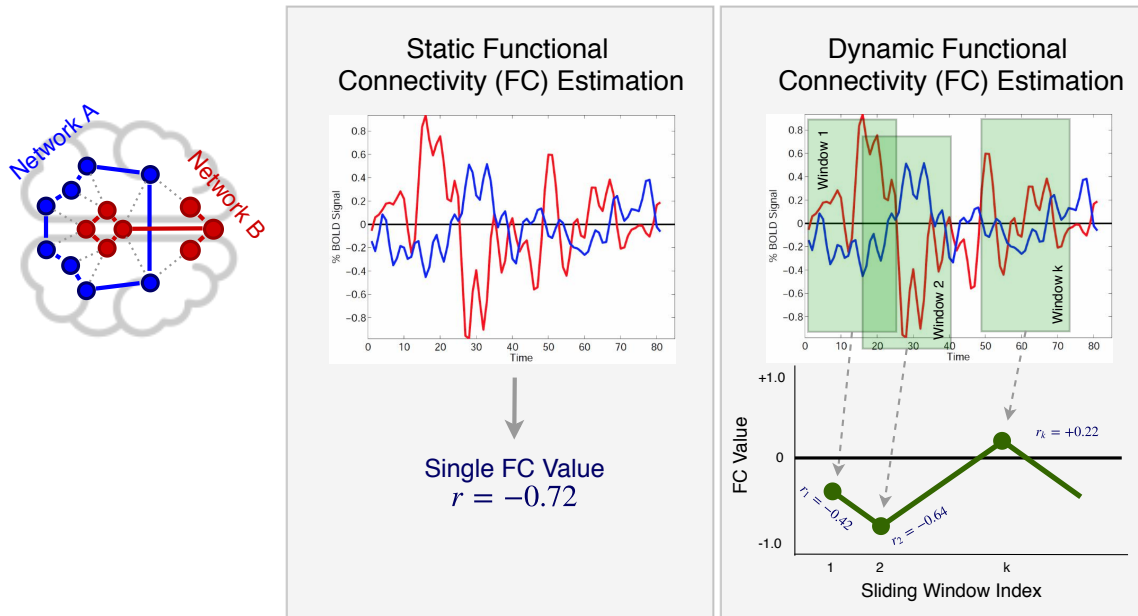 Network A
Network B
Static Functional
Connectivity (FC) Estimation
% BOLD Signal
0.8
0.6
0.4
0.2
0.0
−0.2
−0.4
−0.6
−0.8
0 10 20 30 40 50 60 70 80
Time
Single FC Value
r = −0.72
Dynamic Functional
Connectivity (FC) Estimation
% BOLD Signal
0.8
0.6
0.4
0.2
0.0
−0.2
−0.4
−0.6
−0.8
Window 1
Window 2
Window k
0 10 20 30 40 50 60 70 80
Time
FC Value
+1.0
0
-1.0
r₁ = −0.42
r₂ = −0.64
rₖ = +0.22
1 2 k
Sliding Window Index